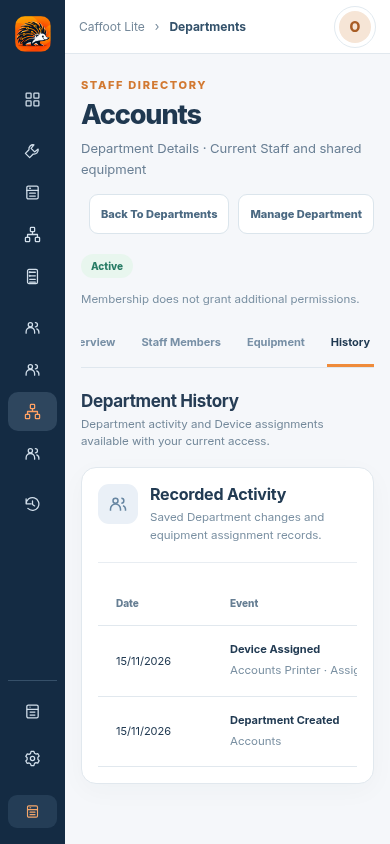 Caffoot Lite › Departments
O
STAFF DIRECTORY
Accounts
Department Details · Current Staff and shared
equipment
Back To Departments
Manage Department
Active
Membership does not grant additional permissions.
erview Staff Members Equipment History
Department History
Department activity and Device assignments
available with your current access.
Recorded Activity
Saved Department changes and
equipment assignment records.
Date Event
15/11/2026
Device Assigned
Accounts Printer · Assig
15/11/2026
Department Created
Accounts